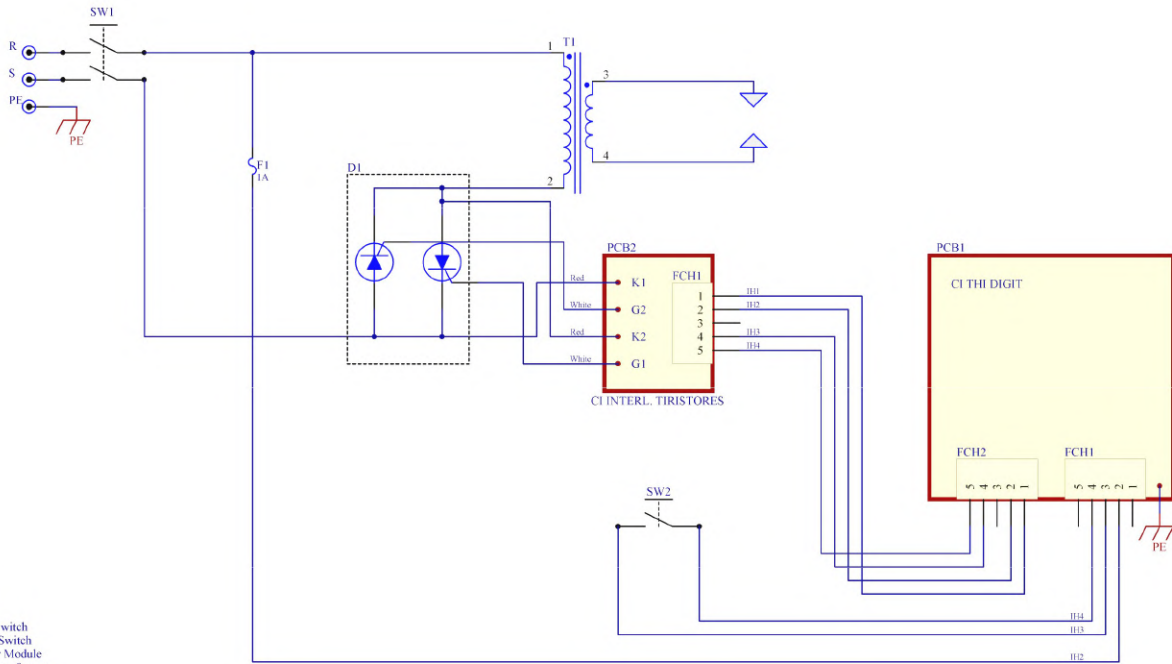 SW1
R
S
PE
PE
1
T1
2
3
4
F1
1A
D1
PCB2
Red
K1
White
G2
Red
K2
White
G1
FCH1
1
2
3
4
5
IH1
IH2
IH3
IH4
CI INTERL. TIRISTORES
PCB1
CI THI DIGIT
FCH2
5
4
3
2
1
FCH1
5
4
3
2
1
PE
SW2
IH4
IH3
IH2
witch
Switch
Module